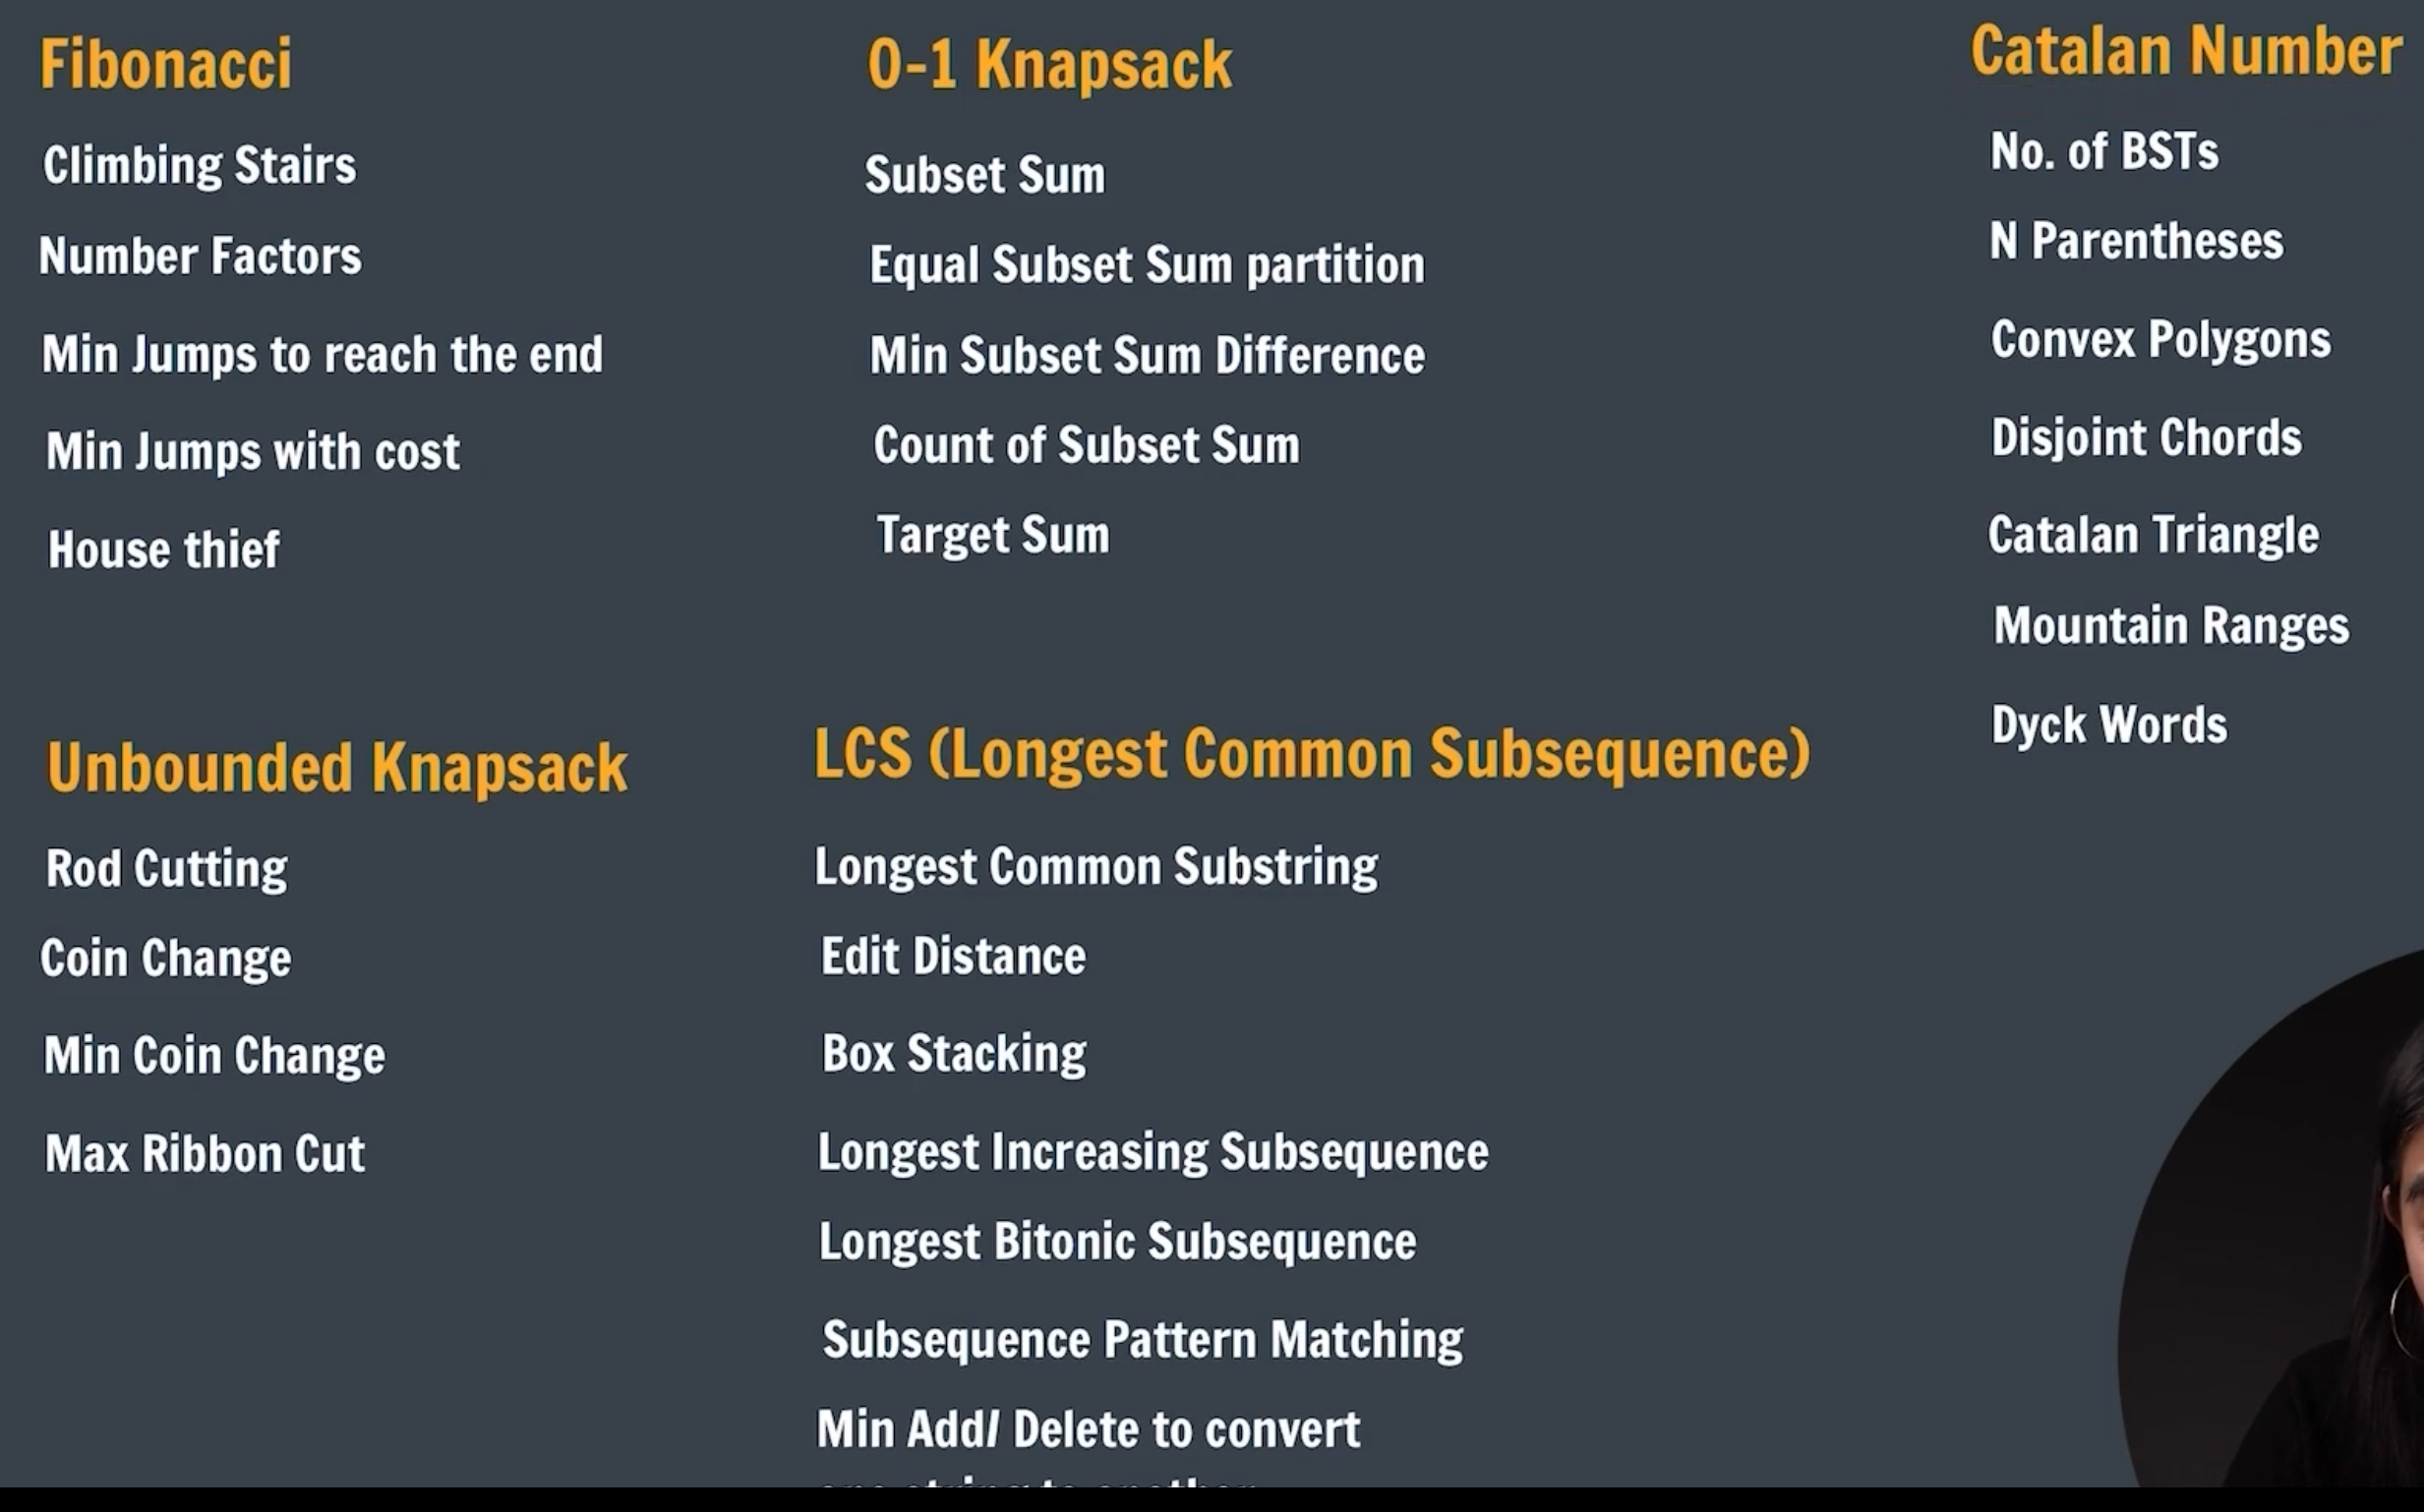 Fibonacci
Climbing Stairs
Number Factors
Min Jumps to reach the end
Min Jumps with cost
House thief
0-1 Knapsack
Subset Sum
Equal Subset Sum partition
Min Subset Sum Difference
Count of Subset Sum
Target Sum
Catalan Number
No. of BSTs
N Parentheses
Convex Polygons
Disjoint Chords
Catalan Triangle
Mountain Ranges
Dyck Words
Unbounded Knapsack
Rod Cutting
Coin Change
Min Coin Change
Max Ribbon Cut
LCS (Longest Common Subsequence)
Longest Common Substring
Edit Distance
Box Stacking
Longest Increasing Subsequence
Longest Bitonic Subsequence
Subsequence Pattern Matching
Min Add/ Delete to convert
one string to another